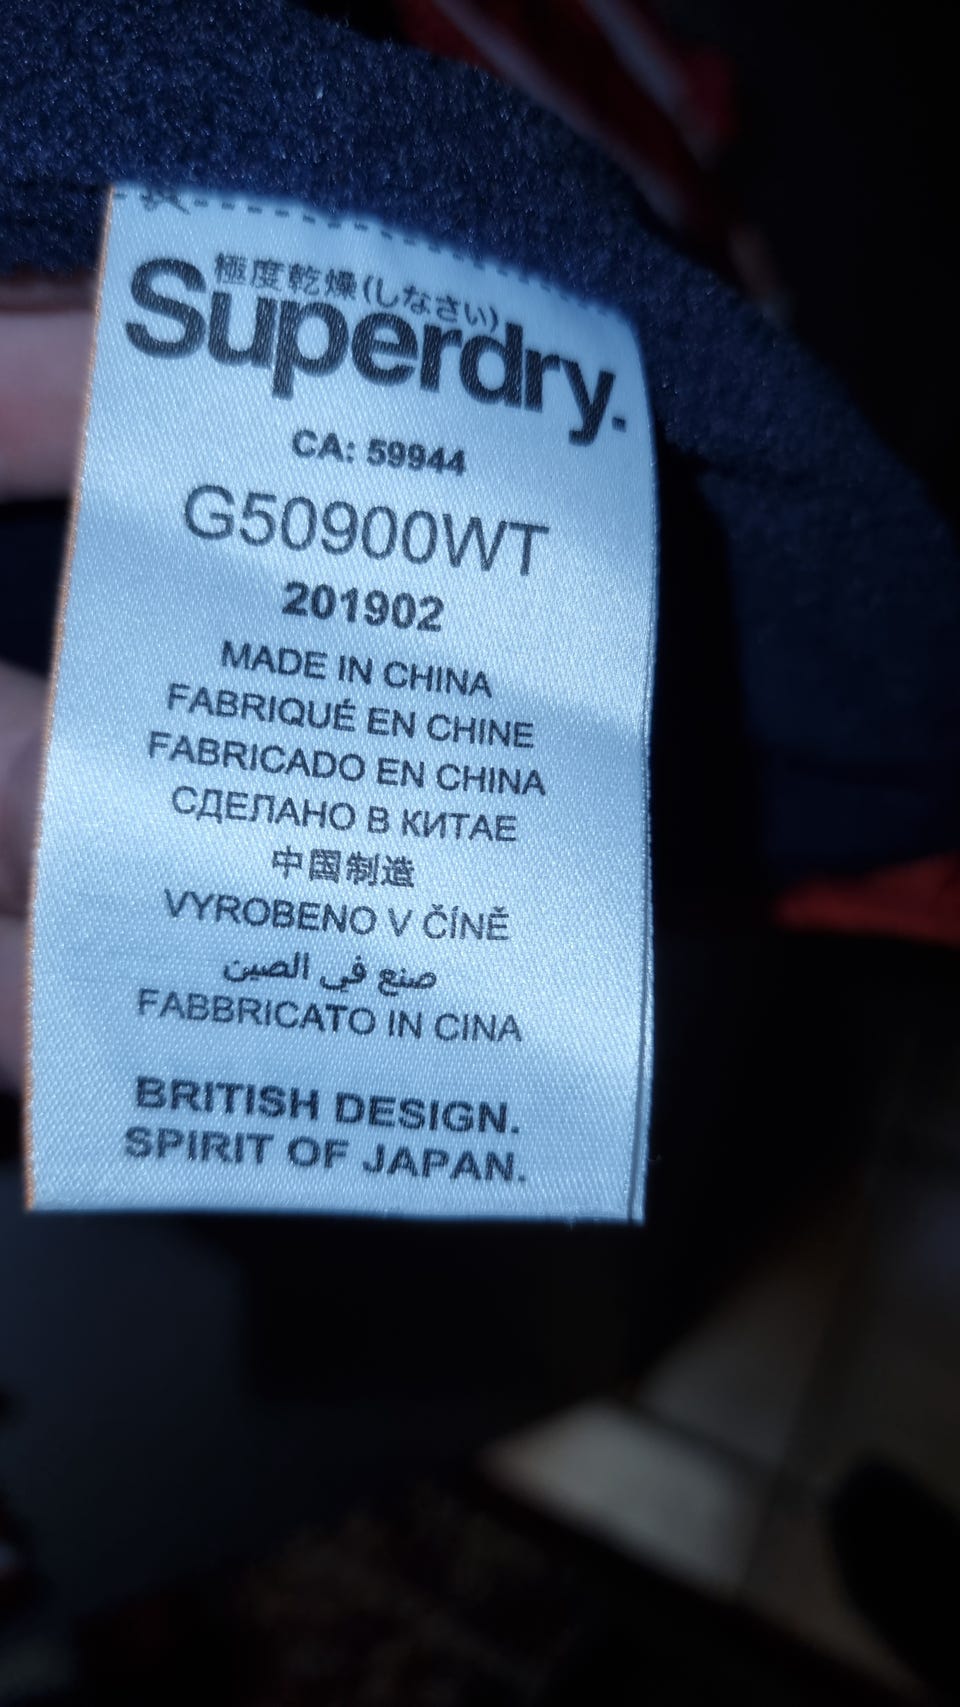 極度乾燥(しなさい)
Superdry.
CA: 59944
G50900WT
201902
MADE IN CHINA
FABRIQUÉ EN CHINE
FABRICADO EN CHINA
СДЕЛАНО В КИТАЕ
中国制造
VYROBENO V ČÍNĚ
صنع في الصين
FABBRICATO IN CINA
BRITISH DESIGN.
SPIRIT OF JAPAN.